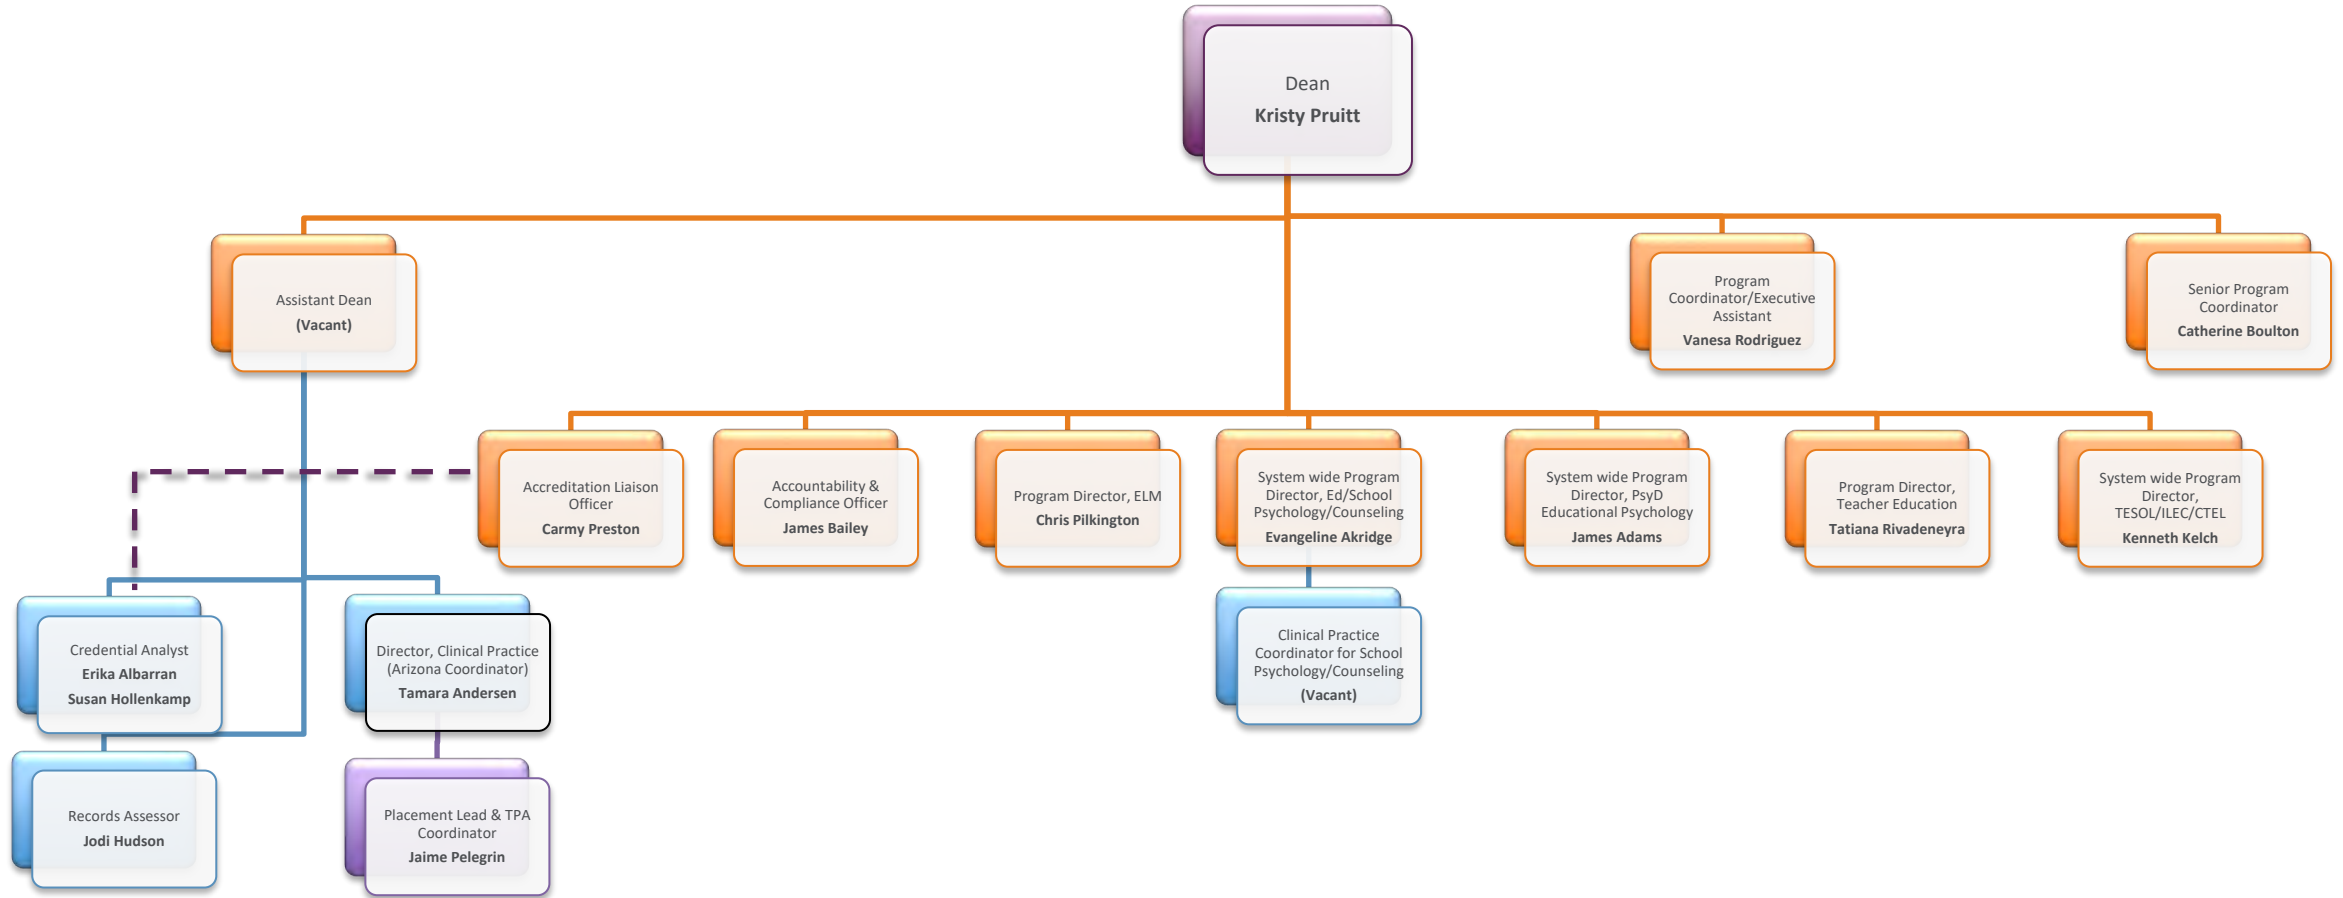 Dean
Kristy Pruitt
Assistant Dean
(Vacant)
Program
Coordinator/Executive
Assistant
Vanesa Rodriguez
Senior Program
Coordinator
Catherine Boulton
Accreditation Liaison
Officer
Carmy Preston
Accountability &
Compliance Officer
James Bailey
Program Director, ELM
Chris Pilkington
System wide Program
Director, Ed/School
Psychology/Counseling
Evangeline Akridge
System wide Program
Director, PsyD
Educational Psychology
James Adams
Program Director,
Teacher Education
Tatiana Rivadeneyra
System wide Program
Director,
TESOL/ILEC/CTEL
Kenneth Kelch
Credential Analyst
Erika Albarran
Susan Hollenkamp
Director, Clinical Practice
(Arizona Coordinator)
Tamara Andersen
Clinical Practice
Coordinator for School
Psychology/Counseling
(Vacant)
Records Assessor
Jodi Hudson
Placement Lead & TPA
Coordinator
Jaime Pelegrin